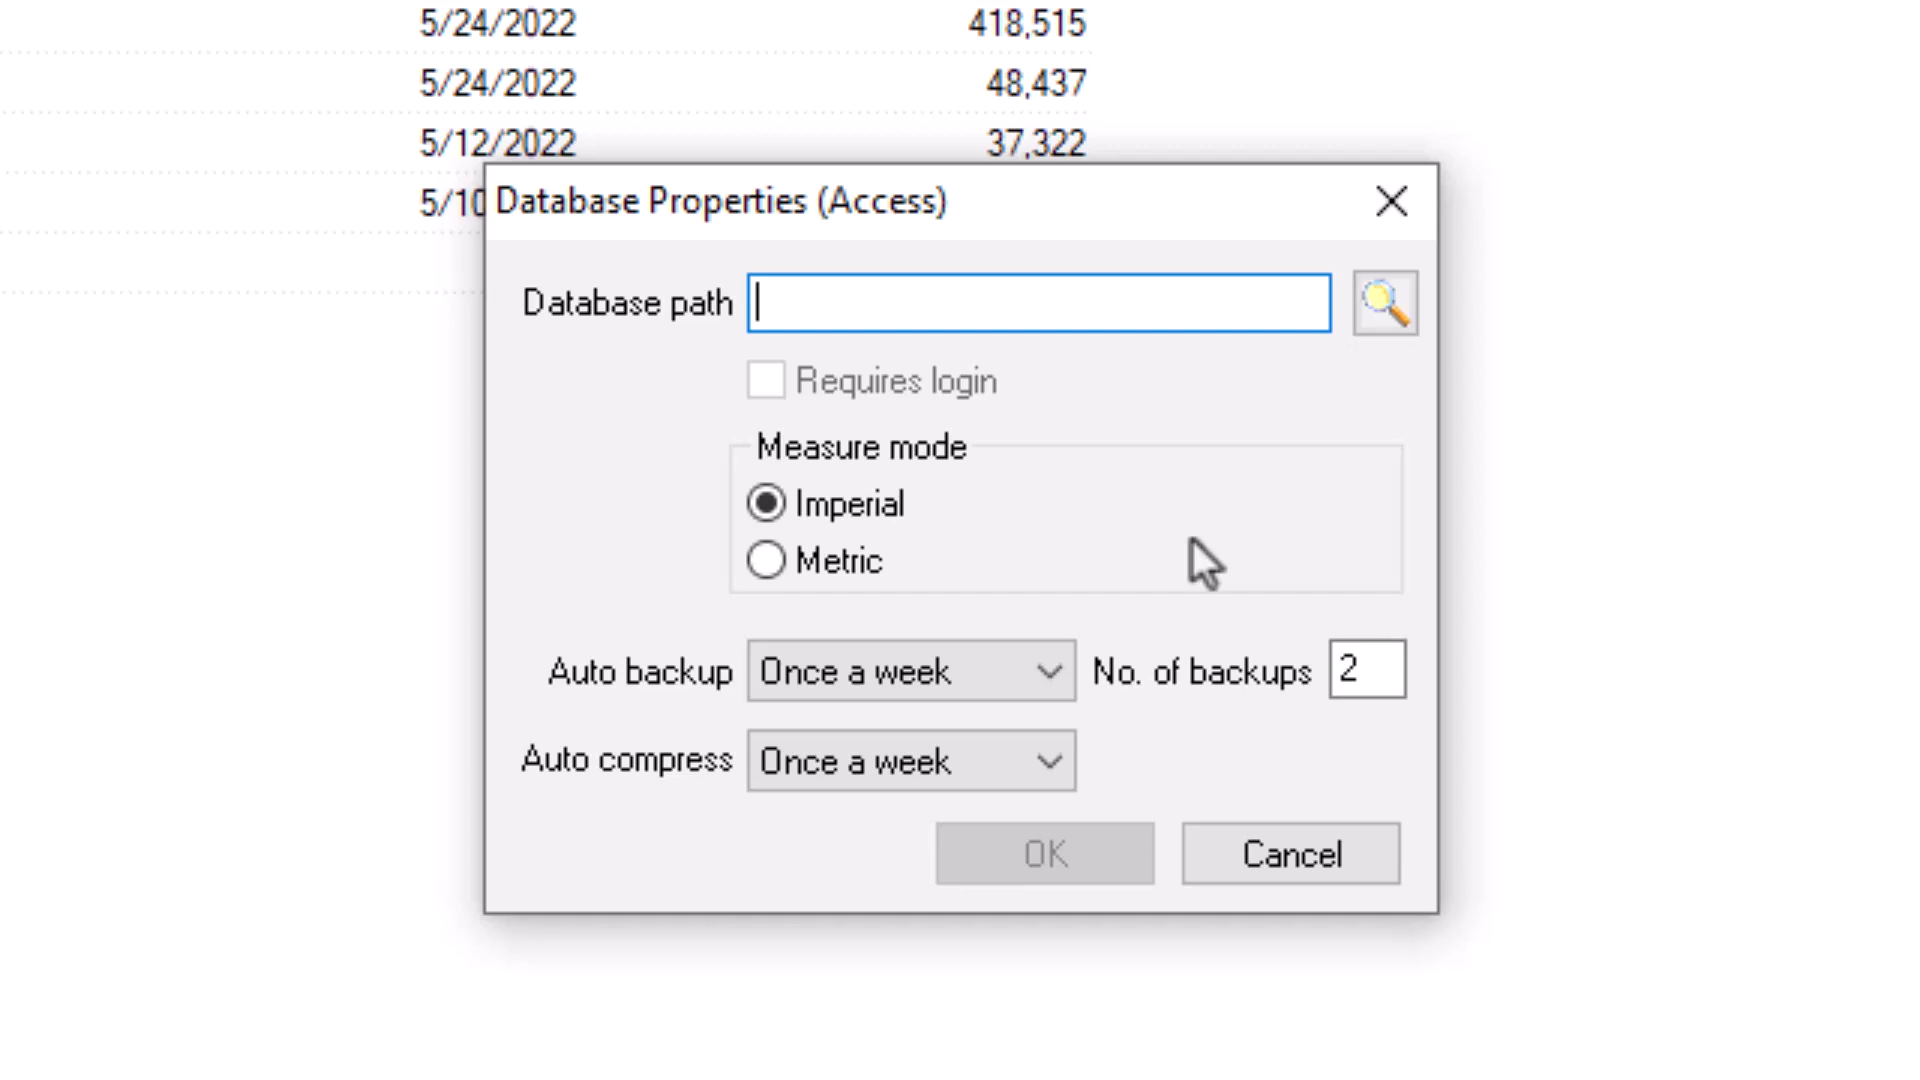 5/24/2022 418,515
5/24/2022 48,437
5/12/2022 37,322
5/10
Database Properties (Access)
Database path
Requires login
Measure mode
Imperial
Metric
Auto backup Once a week No. of backups 2
Auto compress Once a week
OK Cancel